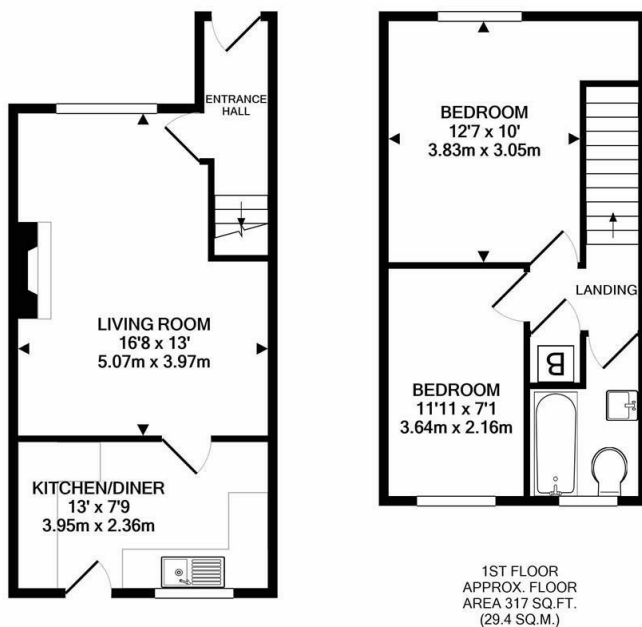 ENTRANCE
HALL
LIVING ROOM
16'8 x 13'
5.07m x 3.97m
KITCHEN/DINER
13' x 7'9
3.95m x 2.36m
BEDROOM
12'7 x 10'
3.83m x 3.05m
LANDING
B
BEDROOM
11'11 x 7'1
3.64m x 2.16m
1ST FLOOR
APPROX. FLOOR
AREA 317 SQ.FT.
(29.4 SQ.M.)